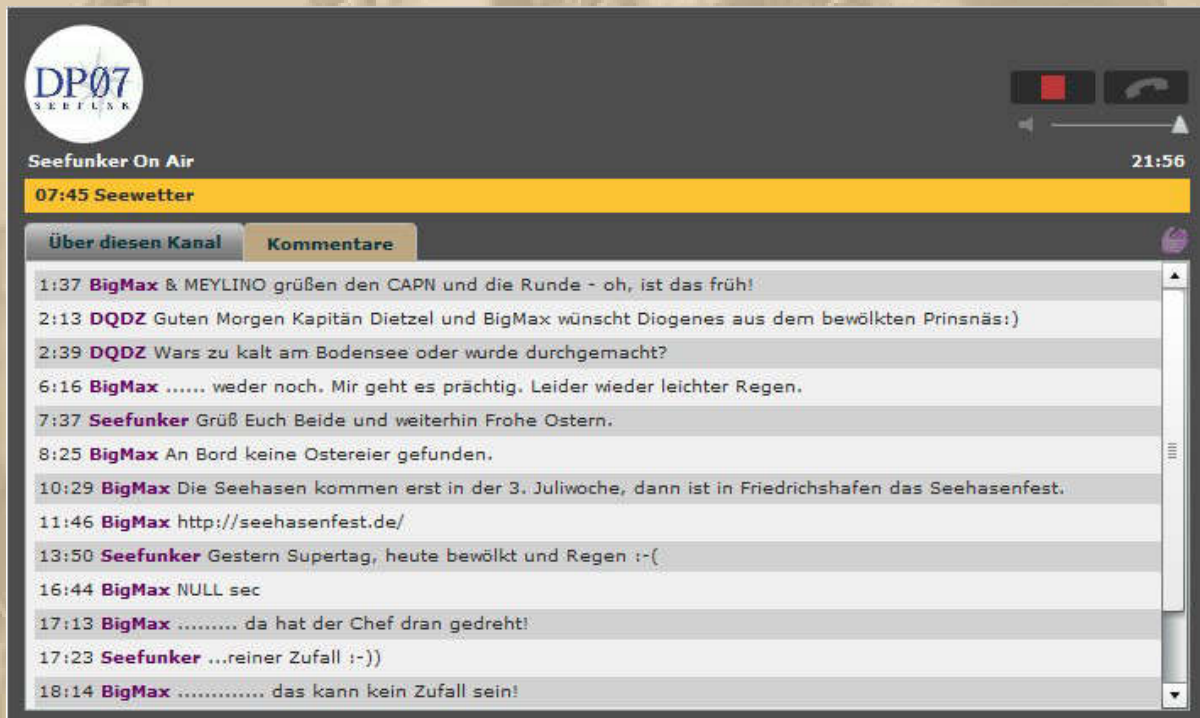 DPØ7
SEEFUNK
Seefunker On Air
21:56
07:45 Seewetter
Über diesen Kanal
Kommentare
1:37 BigMax & MEYLINO grüßen den CAPN und die Runde - oh, ist das früh!
2:13 DQDZ Guten Morgen Kapitän Dietzel und BigMax wünscht Diogenes aus dem bewölkten Prinsnäs:)
2:39 DQDZ Wars zu kalt am Bodensee oder wurde durchgemacht?
6:16 BigMax ...... weder noch. Mir geht es prächtig. Leider wieder leichter Regen.
7:37 Seefunker Grüß Euch Beide und weiterhin Frohe Ostern.
8:25 BigMax An Bord keine Ostereier gefunden.
10:29 BigMax Die Seehasen kommen erst in der 3. Juliwoche, dann ist in Friedrichshafen das Seehasenfest.
11:46 BigMax http://seehasenfest.de/
13:50 Seefunker Gestern Supertag, heute bewölkt und Regen :-(
16:44 BigMax NULL sec
17:13 BigMax ......... da hat der Chef dran gedreht!
17:23 Seefunker ...reiner Zufall :-))
18:14 BigMax ............. das kann kein Zufall sein!